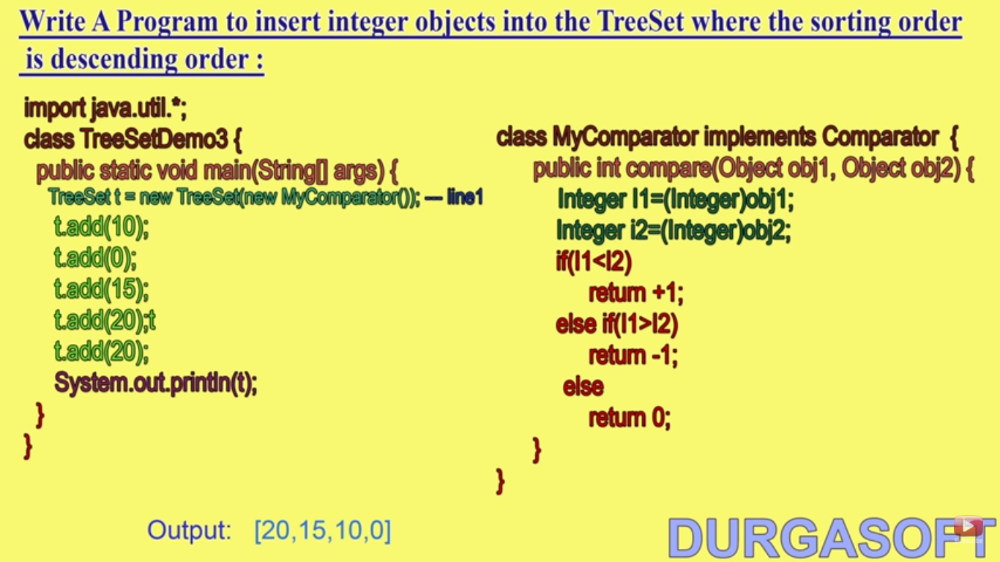 Write A Program to insert integer objects into the TreeSet where the sorting order
is descending order :
import java.util.*;
class TreeSetDemo3 {
public static void main(String[] args) {
TreeSet t = new TreeSet(new MyComparator()); --- line1
t.add(10);
t.add(0);
t.add(15);
t.add(20);t
t.add(20);
System.out.println(t);
}
}
class MyComparator implements Comparator {
public int compare(Object obj1, Object obj2) {
Integer I1=(Integer)obj1;
Integer i2=(Integer)obj2;
if(I1<I2)
return +1;
else if(I1>I2)
return -1;
else
return 0;
}
}
Output: [20,15,10,0]
DURGASOFT